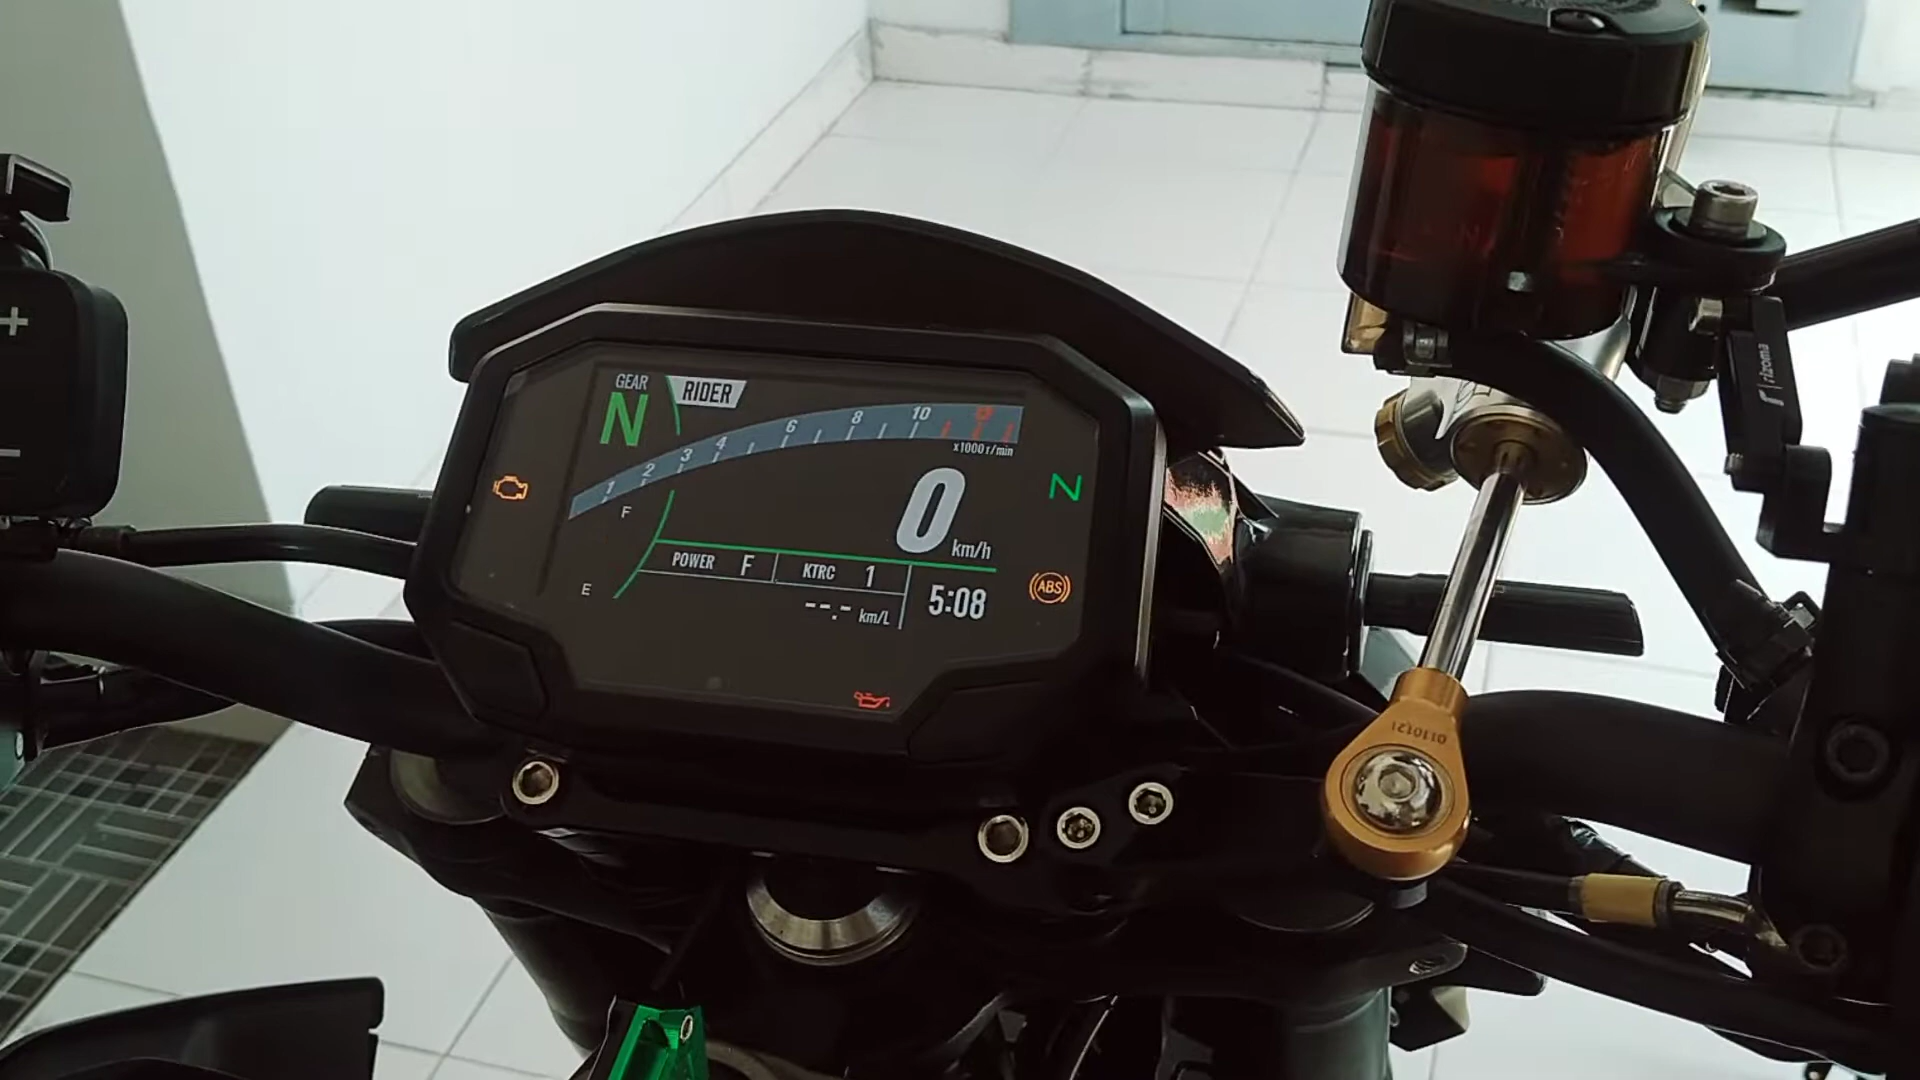 GEAR
RIDER
N
1
2
3
4
6
8
10
x1000 r/min
F
E
0
km/h
N
POWER F
KTRC 1
--.- km/L
5:08
ABS
rizoma
0110121
+
-